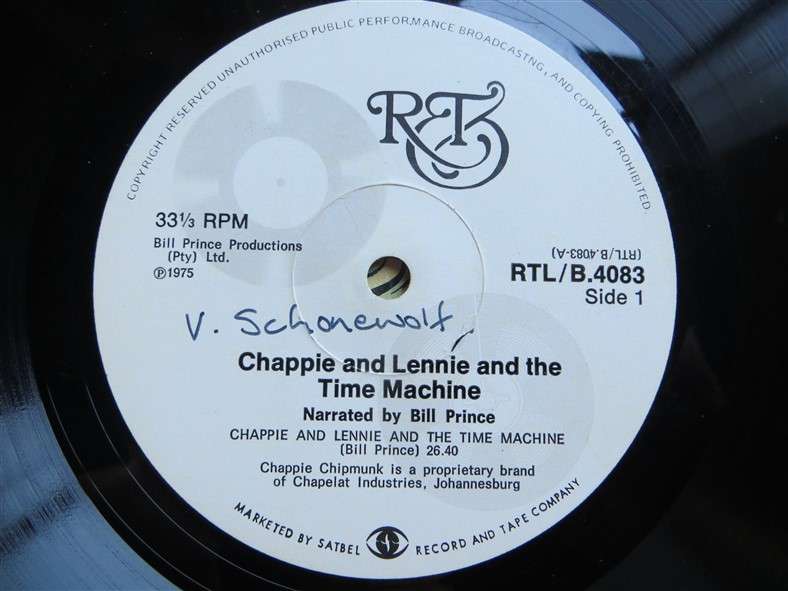 COPYRIGHT RESERVED UNAUTHORISED PUBLIC PERFORMANCE BROADCASTNG, AND COPYING PROHIBITED.
R&T
33⅓ RPM
Bill Prince Productions
(Pty) Ltd.
℗1975
(RTL/B.4083-A)
RTL/B.4083
Side 1
V. Schonewolf.
Chappie and Lennie and the
Time Machine
Narrated by Bill Prince
CHAPPIE AND LENNIE AND THE TIME MACHINE
(Bill Prince) 26.40
Chappie Chipmunk is a proprietary brand
of Chapelat Industries, Johannesburg
MARKETED BY SATBEL RECORD AND TAPE COMPANY